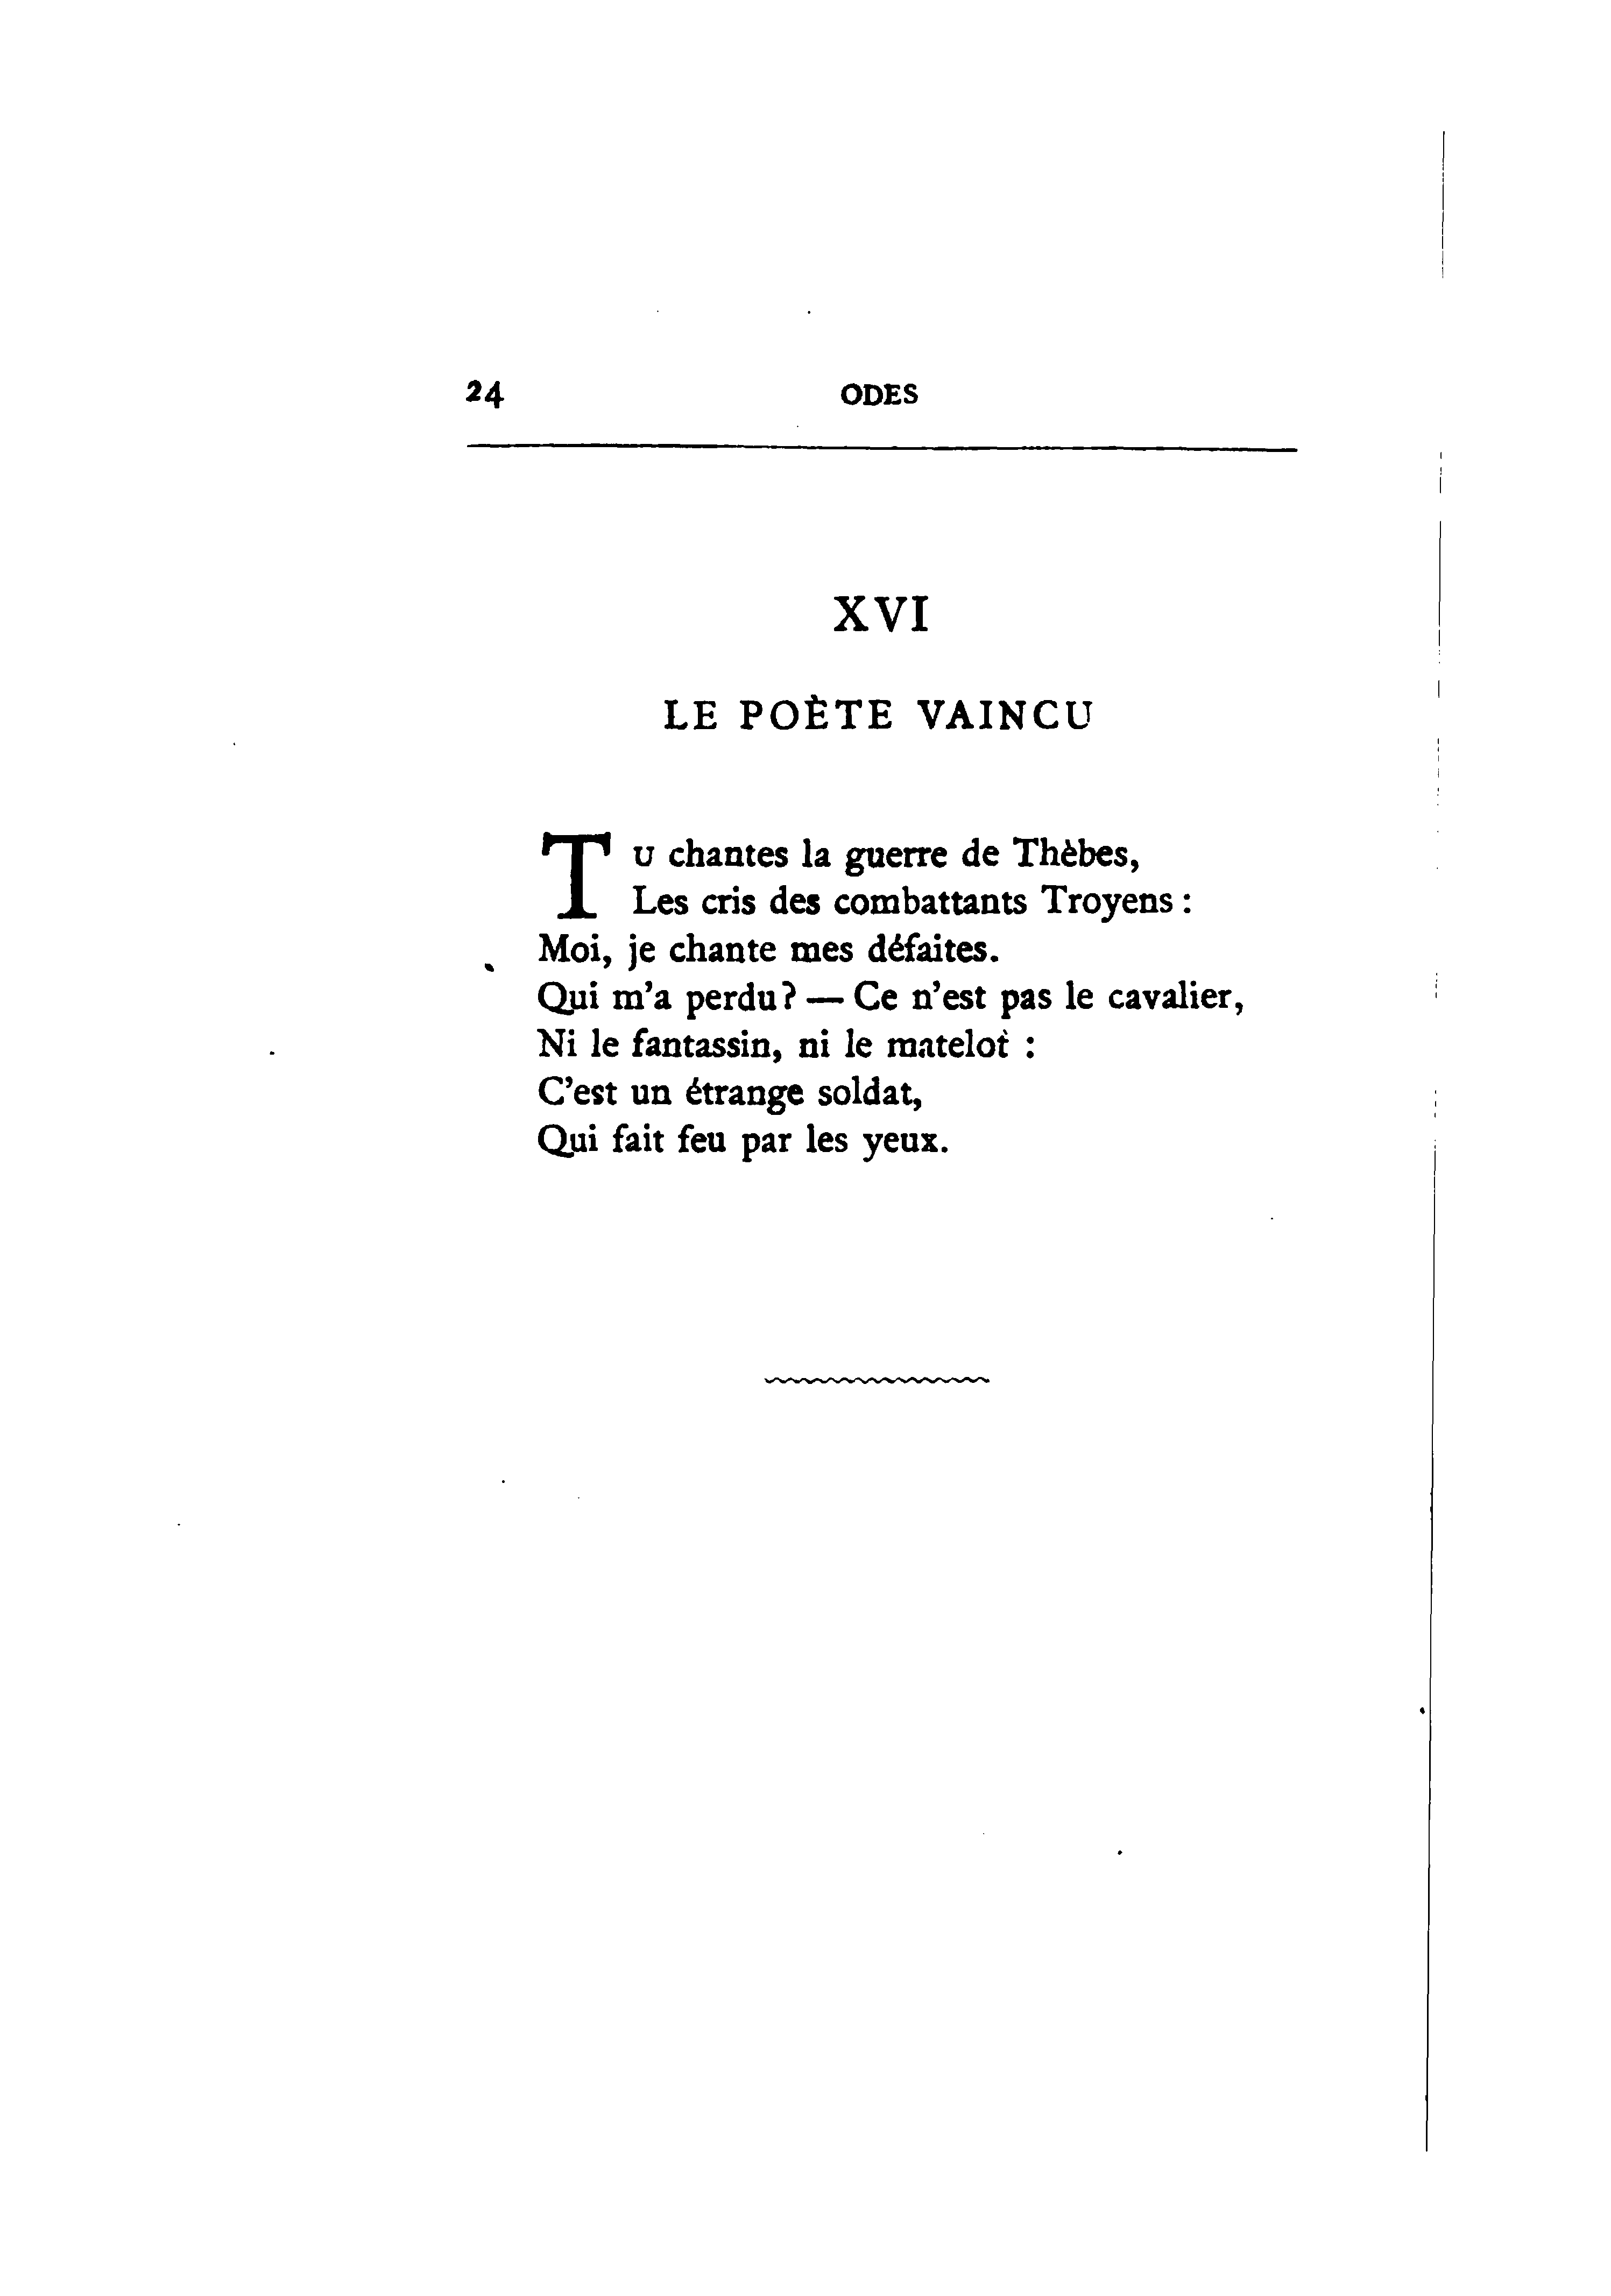 24 ODES
XVI
LE POÈTE VAINCU
TU chantes la guerre de Thèbes,
Les cris des combattants Troyens :
Moi, je chante mes défaites.
Qui m'a perdu? — Ce n'est pas le cavalier,
Ni le fantassin, ni le matelot :
C'est un étrange soldat,
Qui fait feu par les yeux.